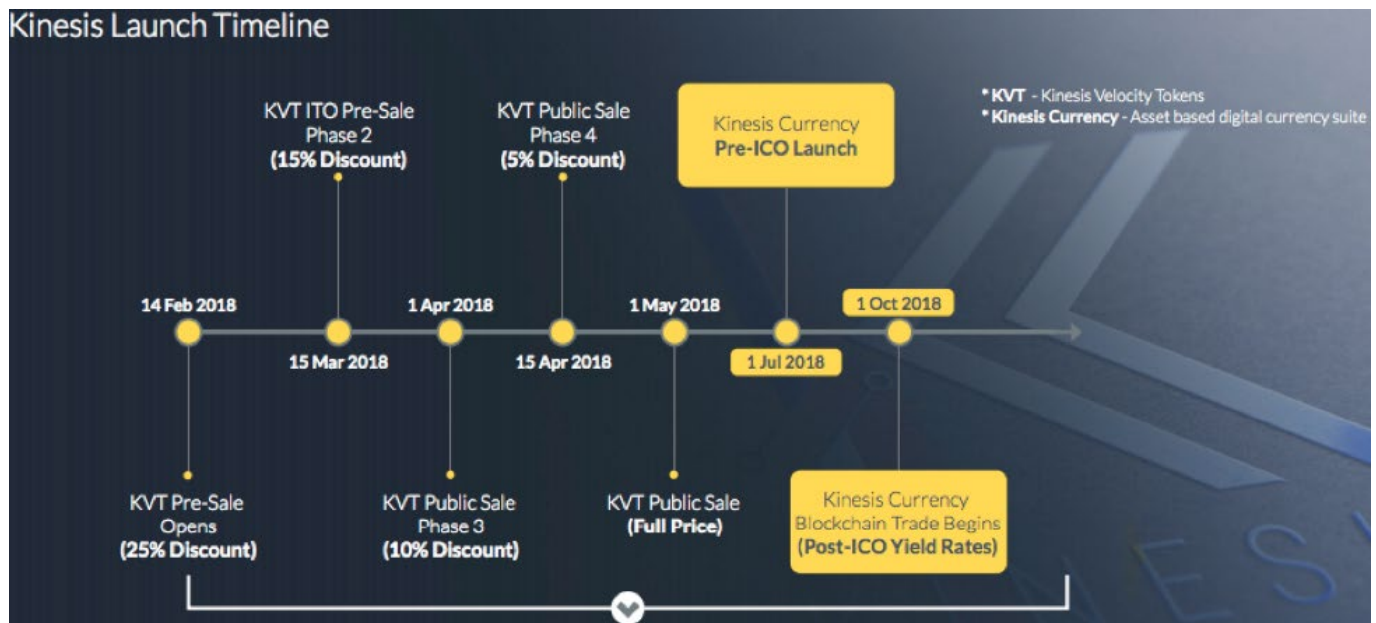 Kinesis Launch Timeline
* KVT - Kinesis Velocity Tokens
* Kinesis Currency - Asset based digital currency suite
KVT ITO Pre-Sale
Phase 2
(15% Discount)
KVT Public Sale
Phase 4
(5% Discount)
Kinesis Currency
Pre-ICO Launch
14 Feb 2018
15 Mar 2018
1 Apr 2018
15 Apr 2018
1 May 2018
1 Jul 2018
1 Oct 2018
KVT Pre-Sale
Opens
(25% Discount)
KVT Public Sale
Phase 3
(10% Discount)
KVT Public Sale
(Full Price)
Kinesis Currency
Blockchain Trade Begins
(Post-ICO Yield Rates)